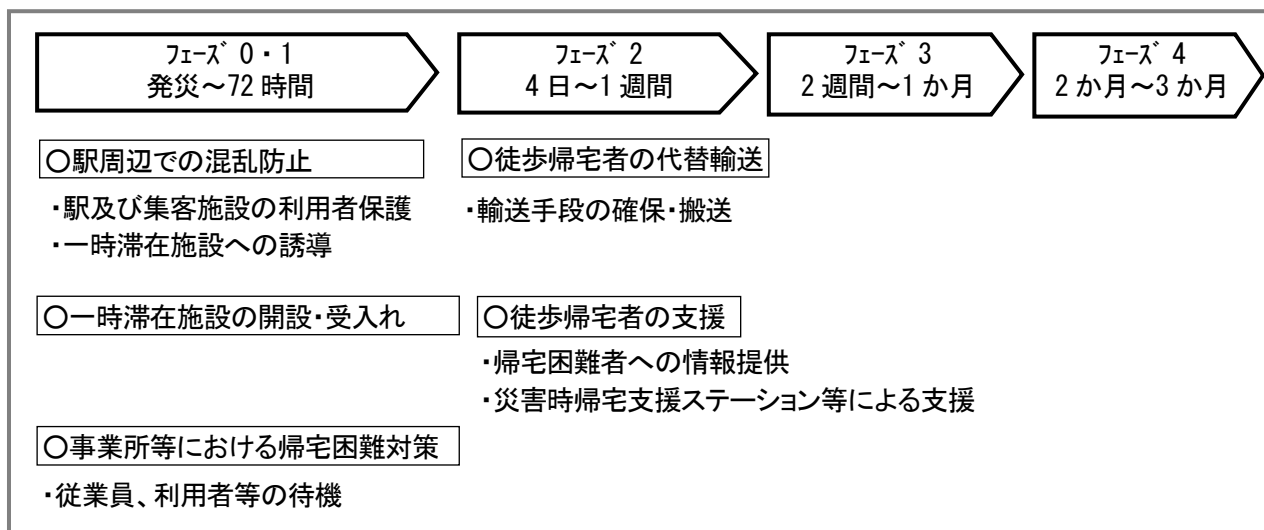 ﾌｪｰｽﾞ 0・1
発災～72時間
ﾌｪｰｽﾞ 2
4日～1週間
ﾌｪｰｽﾞ 3
2週間～1か月
ﾌｪｰｽﾞ 4
2か月～3か月
○駅周辺での混乱防止
・駅及び集客施設の利用者保護
・一時滞在施設への誘導
○徒歩帰宅者の代替輸送
・輸送手段の確保・搬送
○一時滞在施設の開設・受入れ
○徒歩帰宅者の支援
・帰宅困難者への情報提供
・災害時帰宅支援ステーション等による支援
○事業所等における帰宅困難対策
・従業員、利用者等の待機